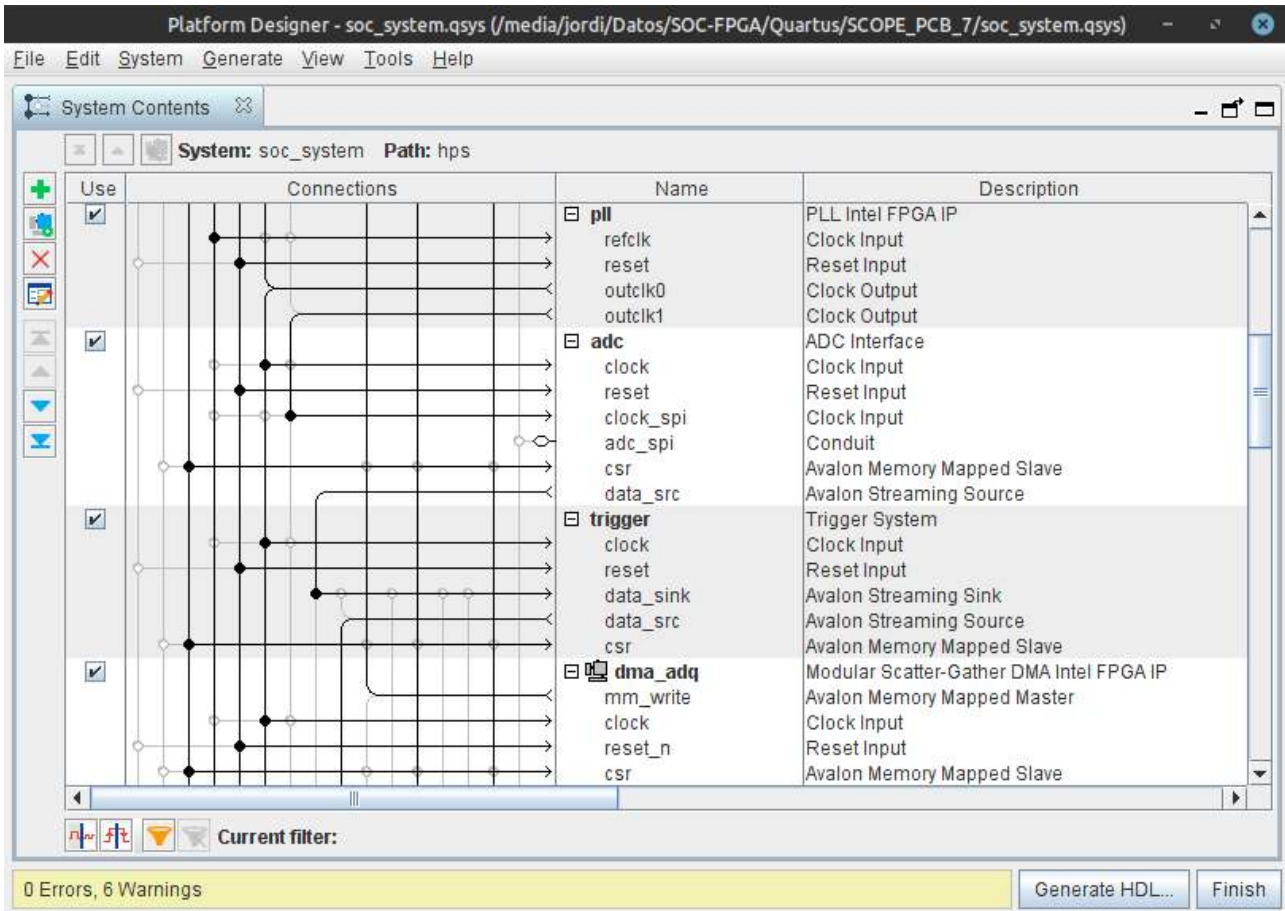 Platform Designer - soc_system.qsys (/media/jordi/Datos/SOC-FPGA/Quartus/SCOPE_PCB_7/soc_system.qsys)
File Edit System Generate View Tools Help
System Contents
System: soc_system Path: hps
Use Connections Name Description
pll PLL Intel FPGA IP
refclk Clock Input
reset Reset Input
outclk0 Clock Output
outclk1 Clock Output
adc ADC Interface
clock Clock Input
reset Reset Input
clock_spi Clock Input
adc_spi Conduit
csr Avalon Memory Mapped Slave
data_src Avalon Streaming Source
trigger Trigger System
clock Clock Input
reset Reset Input
data_sink Avalon Streaming Sink
data_src Avalon Streaming Source
csr Avalon Memory Mapped Slave
dma_adq Modular Scatter-Gather DMA Intel FPGA IP
mm_write Avalon Memory Mapped Master
clock Clock Input
reset_n Reset Input
csr Avalon Memory Mapped Slave
Current filter:
0 Errors, 6 Warnings Generate HDL... Finish